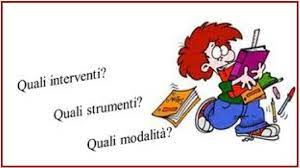 Quali interventi?
Quali strumenti?
Quali modalità?